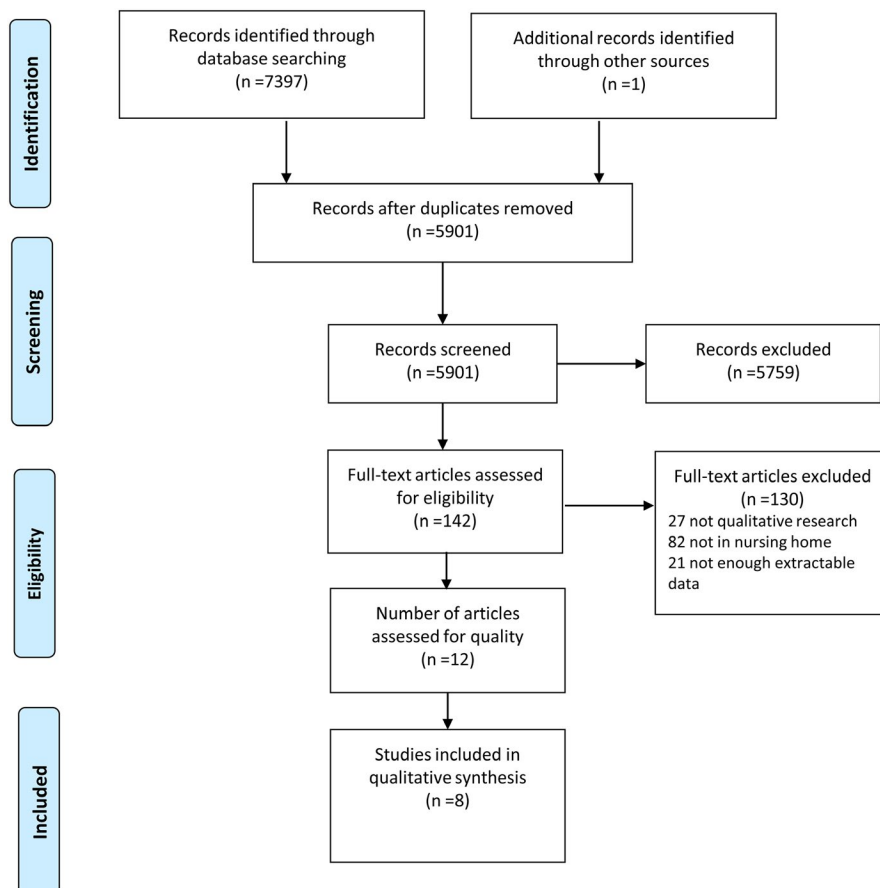 Identification
Records identified through
database searching
(n =7397)
Additional records identified
through other sources
(n =1)
Records after duplicates removed
(n =5901)
Screening
Records screened
(n =5901)
Records excluded
(n =5759)
Eligibility
Full-text articles assessed
for eligibility
(n =142)
Full-text articles excluded
(n =130)
27 not qualitative research
82 not in nursing home
21 not enough extractable
data
Number of articles
assessed for quality
(n =12)
Included
Studies included in
qualitative synthesis
(n =8)